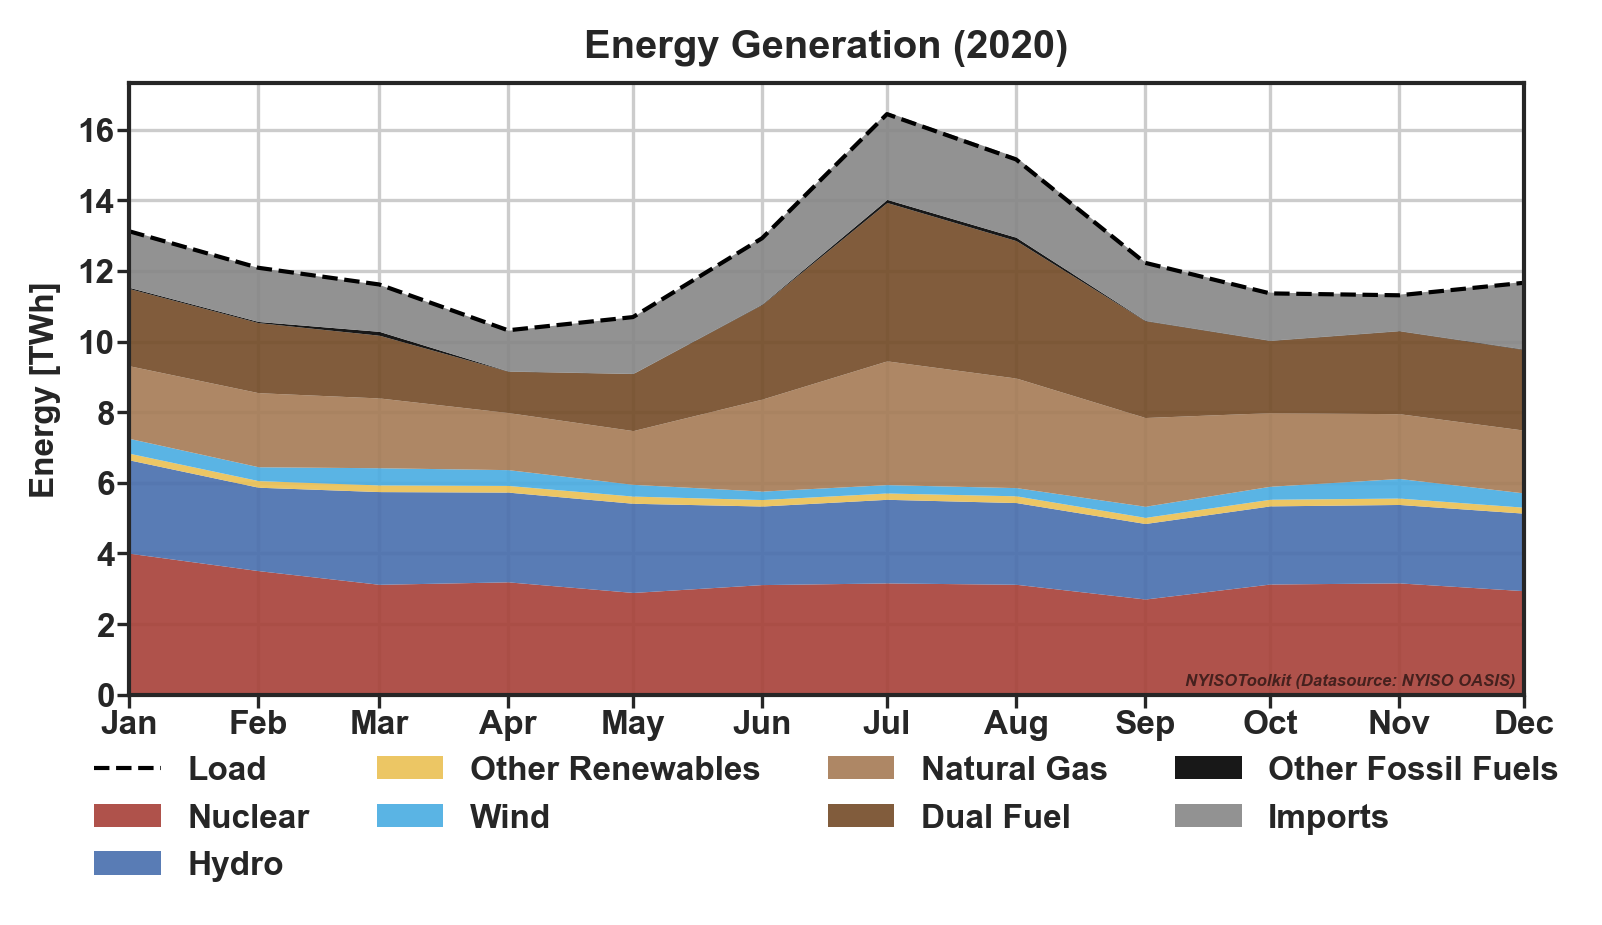 Energy Generation (2020)
Energy [TWh]
16
14
12
10
8
6
4
2
0
NYISOToolkit (Datasource: NYISO OASIS)
Jan Feb Mar Apr May Jun Jul Aug Sep Oct Nov Dec
Load Other Renewables Natural Gas Other Fossil Fuels
Nuclear Wind Dual Fuel Imports
Hydro